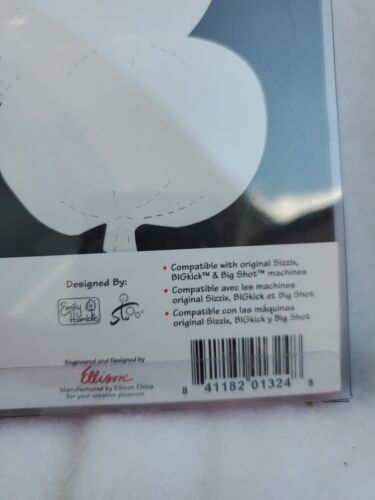 • Compatible with original Sizzix,
BIGkick™ & Big Shot™ machines
• Compatible avec les machines
original Sizzix, BIGkick et Big Shot
• Compatible con las máquinas
original Sizzix, BIGkick y Big Shot
Designed By:
Emily
Humble
Stoo
Engineered and Designed by
Ellison
Manufactured by Ellison China
for your creative pleasure.
8 41182 01324 8